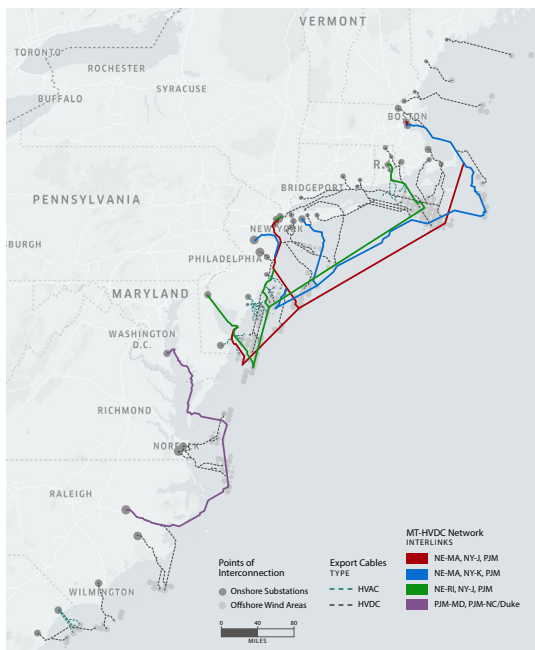 VERMONT
TORONTO
ROCHESTER
SYRACUSE
BUFFALO
BOSTON
R.I.
BRIDGEPORT
PENNSYLVANIA
NEW YORK
SBURGH
PHILADELPHIA
MARYLAND
WASHINGTON
D.C.
RICHMOND
NORFOLK
RALEIGH
WILMINGTON
MT-HVDC Network
INTERLINKS
NE-MA, NY-J, PJM
NE-MA, NY-K, PJM
NE-RI, NY-J, PJM
PJM-MD, PJM-NC/Duke
Points of
Interconnection
Onshore Substations
Offshore Wind Areas
Export Cables
TYPE
HVAC
HVDC
0 40 80
MILES